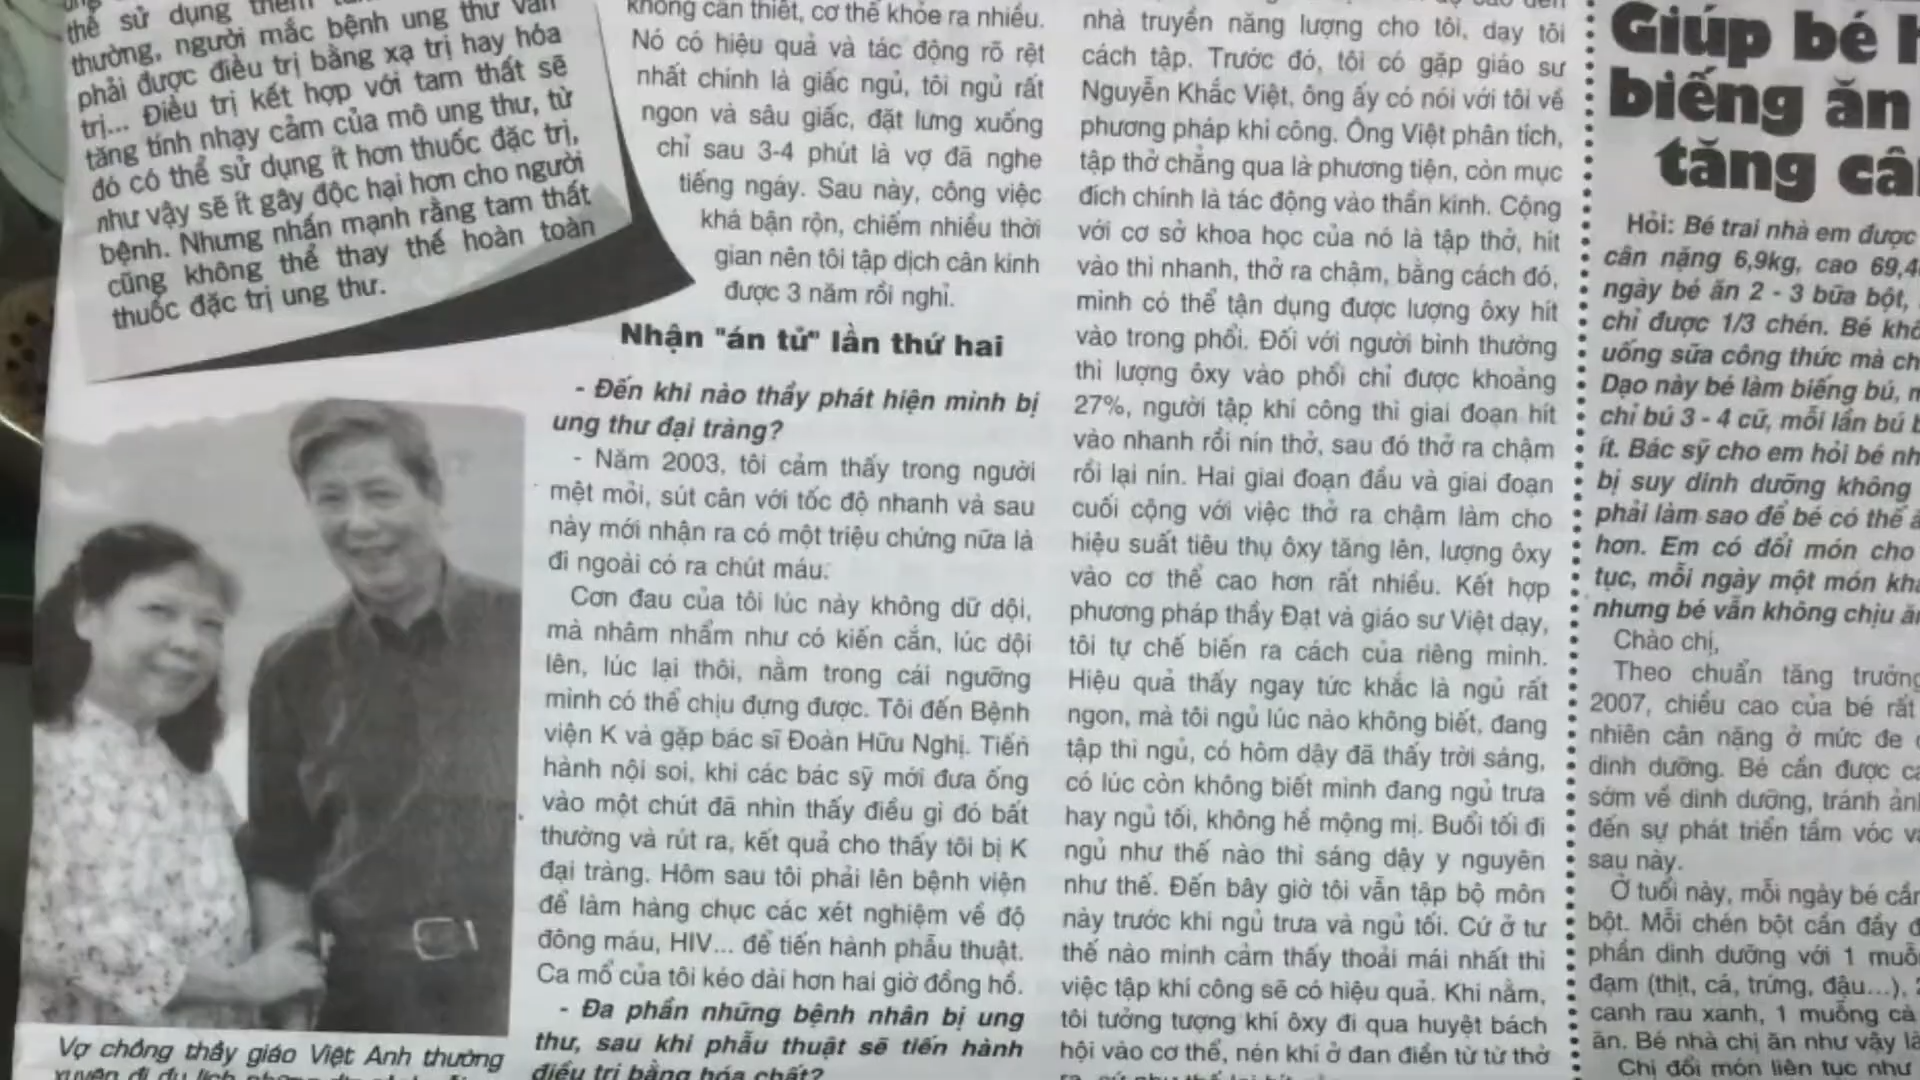 thể sử dụng thêm
thường, người mắc bệnh ung thư vẫn
phải được điều trị bằng xạ trị hay hóa
trị... Điều trị kết hợp với tam thất sẽ
tăng tính nhạy cảm của mô ung thư, từ
đó có thể sử dụng ít hơn thuốc đặc trị,
như vậy sẽ ít gây độc hại hơn cho người
bệnh. Nhưng nhấn mạnh rằng tam thất
cũng không thể thay thế hoàn toàn
thuốc đặc trị ung thư.
Vợ chồng thầy giáo Việt Anh thường
xuyên đi du lịch
không cần thiết, cơ thể khỏe ra nhiều.
Nó có hiệu quả và tác động rõ rệt
nhất chính là giấc ngủ, tôi ngủ rất
ngon và sâu giấc, đặt lưng xuống
chỉ sau 3-4 phút là vợ đã nghe
tiếng ngáy. Sau này, công việc
khá bận rộn, chiếm nhiều thời
gian nên tôi tập dịch cân kinh
được 3 năm rồi nghỉ.
Nhận "án tử" lần thứ hai
- Đến khi nào thầy phát hiện mình bị
ung thư đại tràng?
- Năm 2003, tôi cảm thấy trong người
mệt mỏi, sút cân với tốc độ nhanh và sau
này mới nhận ra có một triệu chứng nữa là
đi ngoài có ra chút máu.
Cơn đau của tôi lúc này không dữ dội,
mà nhâm nhẩm như có kiến cắn, lúc dội
lên, lúc lại thôi, nằm trong cái ngưỡng
mình có thể chịu đựng được. Tôi đến Bệnh
viện K và gặp bác sĩ Đoàn Hữu Nghị. Tiến
hành nội soi, khi các bác sỹ mới đưa ống
vào một chút đã nhìn thấy điều gì đó bất
thường và rút ra, kết quả cho thấy tôi bị K
đại tràng. Hôm sau tôi phải lên bệnh viện
để làm hàng chục các xét nghiệm về độ
đông máu, HIV... để tiến hành phẫu thuật.
Ca mổ của tôi kéo dài hơn hai giờ đồng hồ.
- Đa phần những bệnh nhân bị ung
thư, sau khi phẫu thuật sẽ tiến hành
điều trị bằng hóa chất?
nhà truyền năng lượng cho tôi, dạy tôi
cách tập. Trước đó, tôi có gặp giáo sư
Nguyễn Khắc Việt, ông ấy có nói với tôi về
phương pháp khi công. Ông Việt phân tích,
tập thở chẳng qua là phương tiện, còn mục
đích chính là tác động vào thần kinh. Cộng
với cơ sở khoa học của nó là tập thở, hít
vào thì nhanh, thở ra chậm, bằng cách đó,
mình có thể tận dụng được lượng ôxy hít
vào trong phổi. Đối với người bình thường
thì lượng ôxy vào phổi chỉ được khoảng
27%, người tập khí công thì giai đoạn hít
vào nhanh rồi nín thở, sau đó thở ra chậm
rồi lại nín. Hai giai đoạn đầu và giai đoạn
cuối cộng với việc thở ra chậm làm cho
hiệu suất tiêu thụ ôxy tăng lên, lượng ôxy
vào cơ thể cao hơn rất nhiều. Kết hợp
phương pháp thầy Đạt và giáo sư Việt dạy,
tôi tự chế biến ra cách của riêng mình.
Hiệu quả thấy ngay tức khắc là ngủ rất
ngon, mà tôi ngủ lúc nào không biết, đang
tập thì ngủ, có hôm dậy đã thấy trời sáng,
có lúc còn không biết mình đang ngủ trưa
hay ngủ tối, không hề mộng mị. Buổi tối đi
ngủ như thế nào thì sáng dậy y nguyên
như thế. Đến bây giờ tôi vẫn tập bộ môn
này trước khi ngủ trưa và ngủ tối. Cứ ở tư
thế nào mình cảm thấy thoải mái nhất thì
việc tập khí công sẽ có hiệu quả. Khi nằm,
tôi tưởng tượng khí ôxy đi qua huyệt bách
hội vào cơ thể, nén khí ở đan điền từ từ thở
Giúp bé
biếng ăn
tăng câ
Hỏi: Bé trai nhà em được
cân nặng 6,9kg, cao 69,4
ngày bé ăn 2 - 3 bữa bột,
chỉ được 1/3 chén. Bé khô
uống sữa công thức mà ch
Dạo này bé làm biếng bú,
chỉ bú 3 - 4 cữ, mỗi lần bú
ít. Bác sỹ cho em hỏi bé nh
bị suy dinh dưỡng không
phải làm sao để bé có thể
hơn. Em có đổi món cho
tục, mỗi ngày một món kh
nhưng bé vẫn không chịu ă
Chào chị,
Theo chuẩn tăng trưởng
2007, chiều cao của bé rất
nhiên cân nặng ở mức đe
dinh dưỡng. Bé cần được c
sớm về dinh dưỡng, tránh ản
đến sự phát triển tầm vóc v
sau này.
Ở tuổi này, mỗi ngày bé cần
bột. Mỗi chén bột cần đầy
phần dinh dưỡng với 1 muỗ
đạm (thịt, cá, trứng, đậu...),
canh rau xanh, 1 muỗng cà
ăn. Bé nhà chị ăn như vậy là
Chị đổi món liên tục như